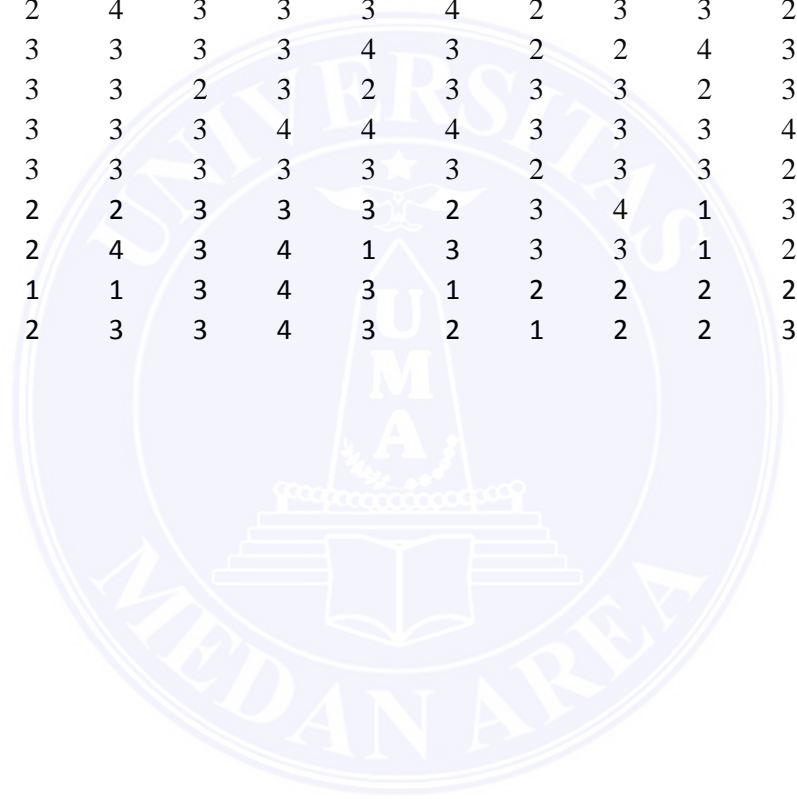 2 4 3 3 3 4 2 3 3 2
3 3 3 3 4 3 2 2 4 3
3 3 2 3 2 3 3 3 2 3
3 3 3 4 4 4 3 3 3 4
3 3 3 3 3 3 2 3 3 2
2 2 3 3 3 2 3 4 1 3
2 4 3 4 1 3 3 3 1 2
1 1 3 4 3 1 2 2 2 2
2 3 3 4 3 2 1 2 2 3
UNIVERSITAS
UMA
MEDAN AREA